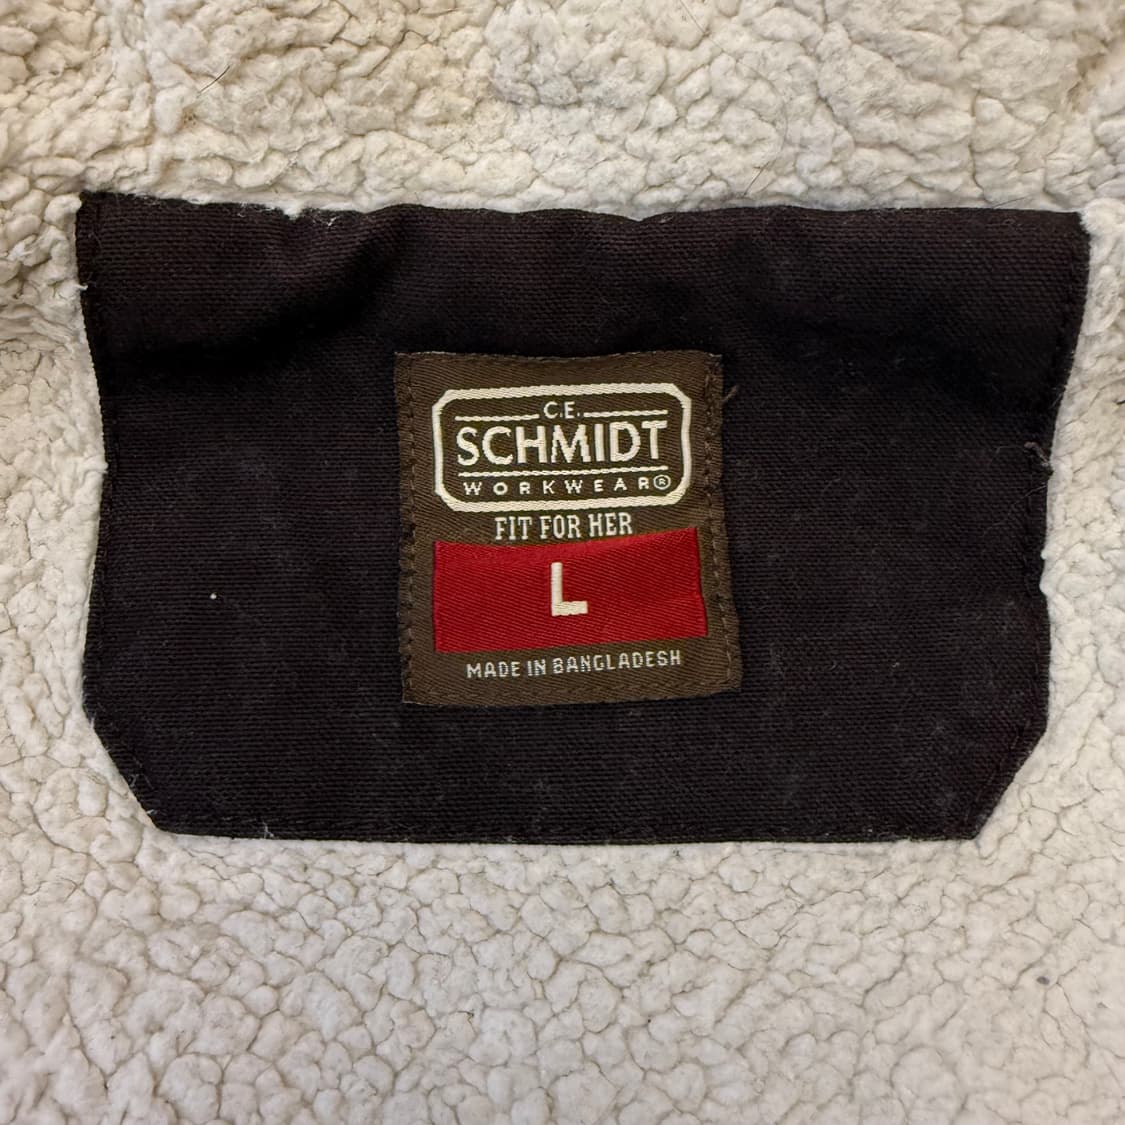 C.E.
SCHMIDT
WORKWEAR®
FIT FOR HER
L
MADE IN BANGLADESH